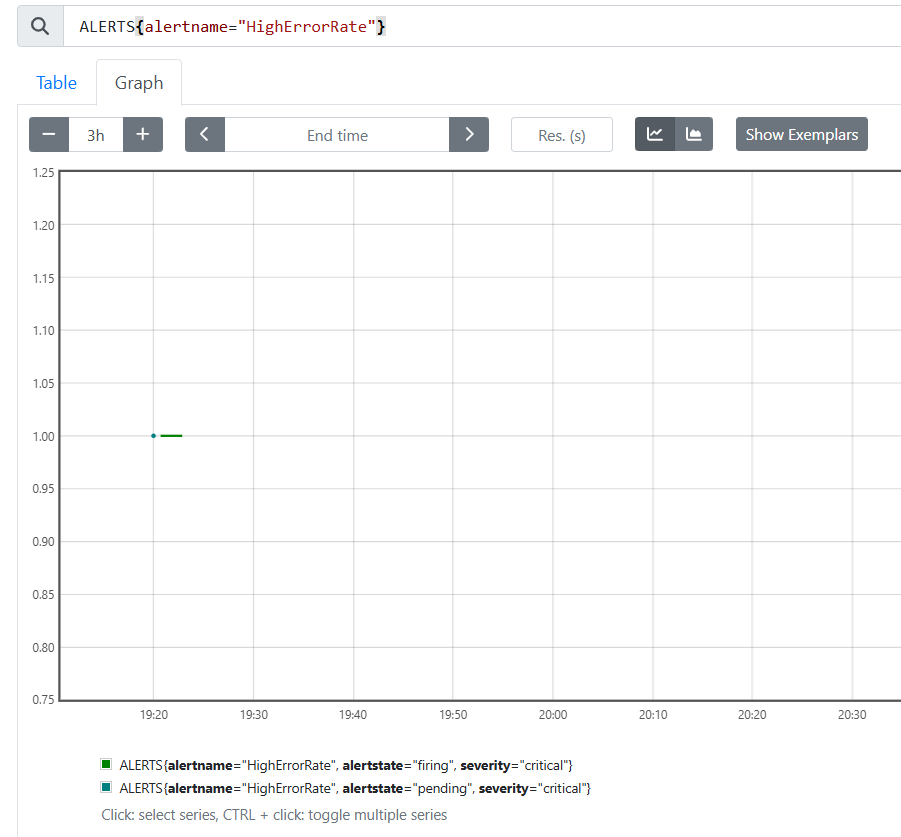 ALERTS{alertname="HighErrorRate"}
Table Graph
3h End time Res. (s) Show Exemplars
1.25
1.20
1.15
1.10
1.05
1.00
0.95
0.90
0.85
0.80
0.75
19:20 19:30 19:40 19:50 20:00 20:10 20:20 20:30
ALERTS{alertname="HighErrorRate", alertstate="firing", severity="critical"}
ALERTS{alertname="HighErrorRate", alertstate="pending", severity="critical"}
Click: select series, CTRL + click: toggle multiple series